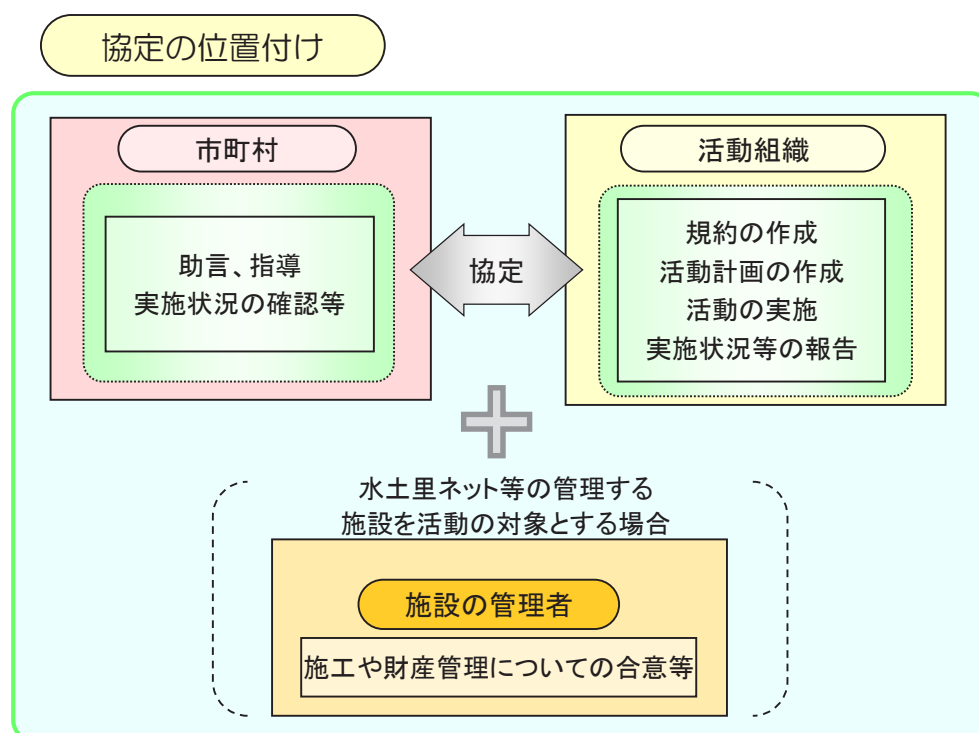 協定の位置付け
市町村
助言、指導
実施状況の確認等
協定
活動組織
規約の作成
活動計画の作成
活動の実施
実施状況等の報告
水土里ネット等の管理する
施設を活動の対象とする場合
施設の管理者
施工や財産管理についての合意等